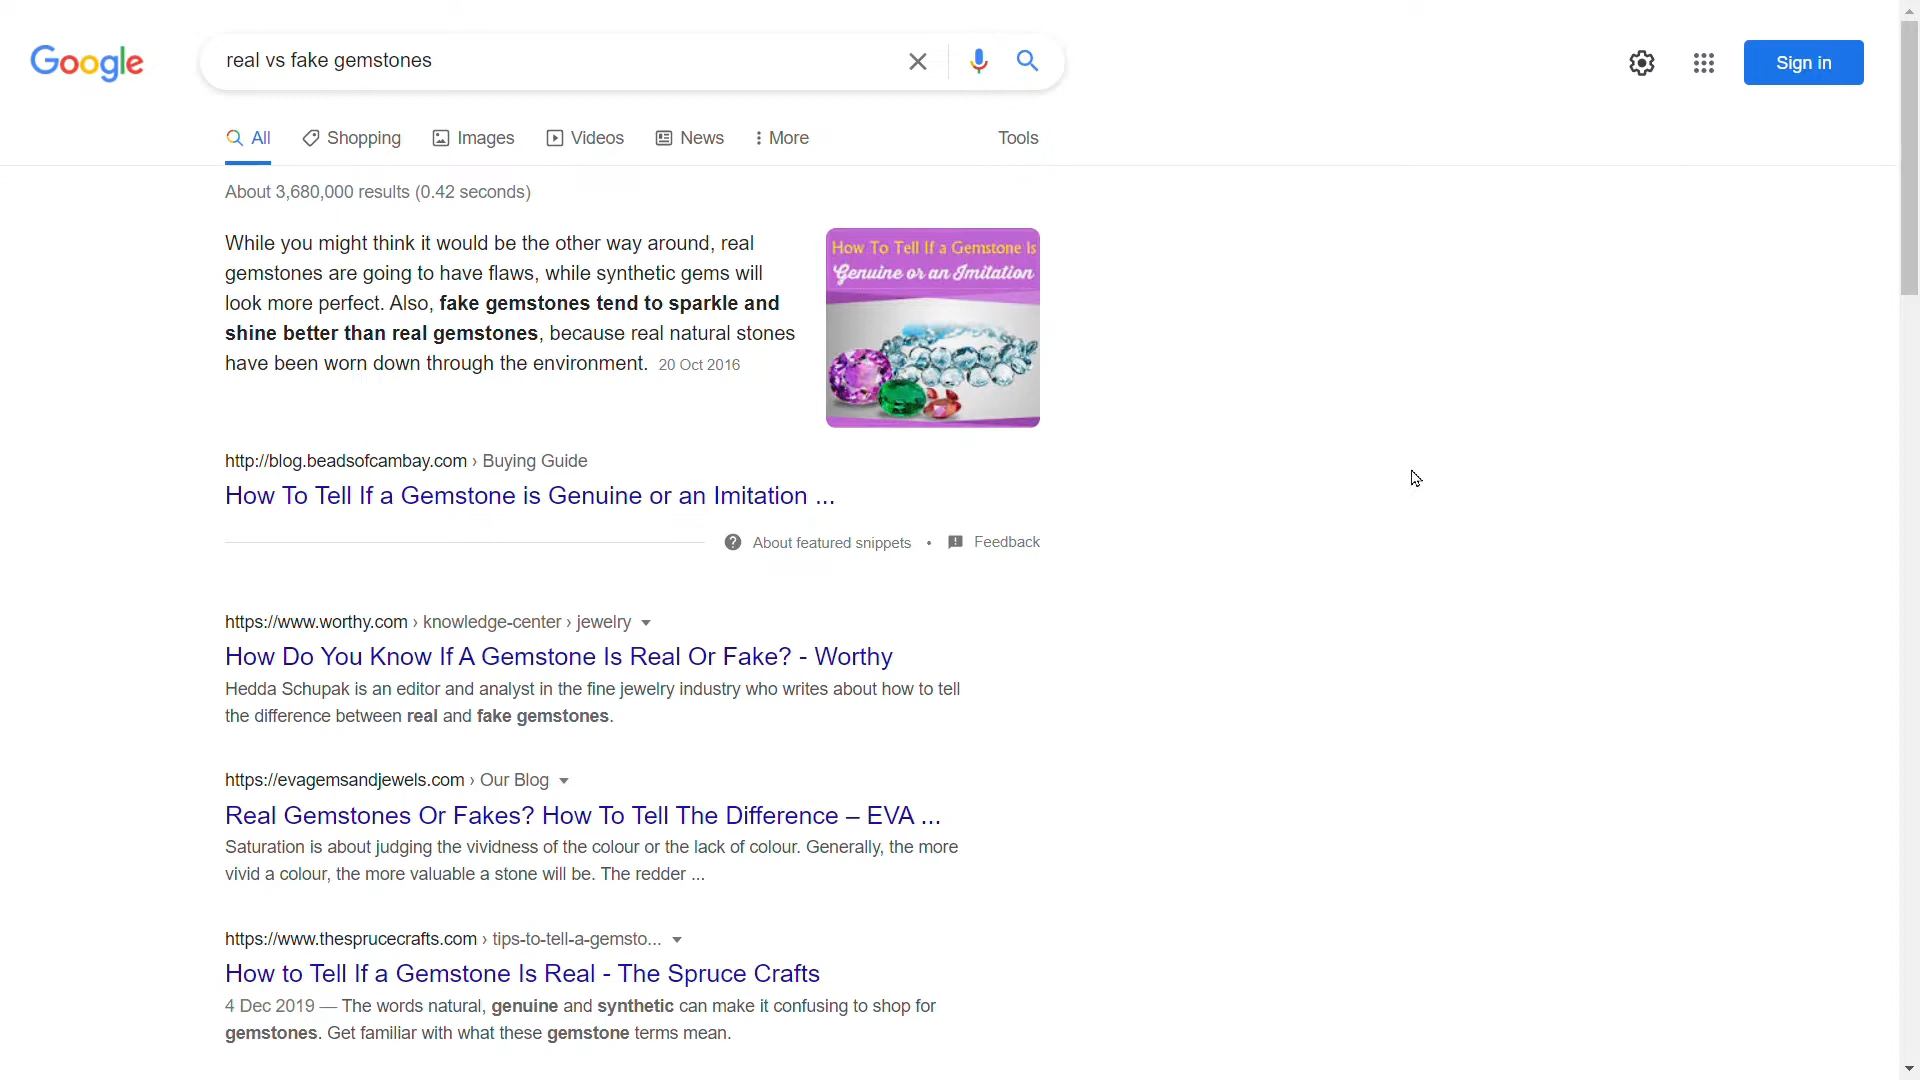 Google
real vs fake gemstones
Sign in
All
Shopping
Images
Videos
News
More
Tools
About 3,680,000 results (0.42 seconds)
While you might think it would be the other way around, real
gemstones are going to have flaws, while synthetic gems will
look more perfect. Also, fake gemstones tend to sparkle and
shine better than real gemstones, because real natural stones
have been worn down through the environment. 20 Oct 2016
How To Tell If a Gemstone Is
Genuine or an Imitation
http://blog.beadsofcambay.com › Buying Guide
How To Tell If a Gemstone is Genuine or an Imitation ...
About featured snippets • Feedback
https://www.worthy.com › knowledge-center › jewelry
How Do You Know If A Gemstone Is Real Or Fake? - Worthy
Hedda Schupak is an editor and analyst in the fine jewelry industry who writes about how to tell
the difference between real and fake gemstones.
https://evagemsandjewels.com › Our Blog
Real Gemstones Or Fakes? How To Tell The Difference – EVA ...
Saturation is about judging the vividness of the colour or the lack of colour. Generally, the more
vivid a colour, the more valuable a stone will be. The redder ...
https://www.thesprucecrafts.com › tips-to-tell-a-gemsto...
How to Tell If a Gemstone Is Real - The Spruce Crafts
4 Dec 2019 — The words natural, genuine and synthetic can make it confusing to shop for
gemstones. Get familiar with what these gemstone terms mean.